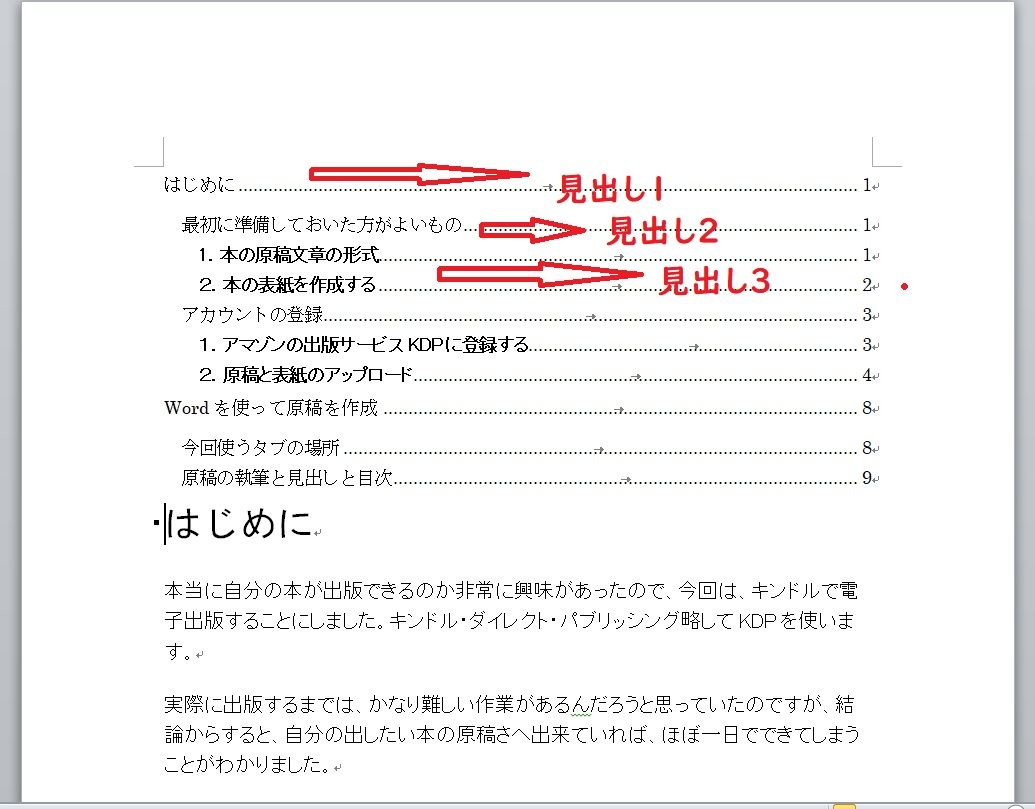 はじめに 1
見出し1
最初に準備しておいた方がよいもの 1
見出し2
1. 本の原稿文章の形式 1
2. 本の表紙を作成する 2
見出し3
アカウントの登録 3
1. アマゾンの出版サービス KDPに登録する 3
2. 原稿と表紙のアップロード 4
Word を使って原稿を作成 8
今回使うタブの場所 8
原稿の執筆と見出しと目次 9
はじめに
本当に自分の本が出版できるのか非常に興味があったので、今回は、キンドルで電
子出版することにしました。キンドル・ダイレクト・パブリッシング略して KDP を使いま
す。
実際に出版するまでは、かなり難しい作業があるんだろうと思っていたのですが、結
論からすると、自分の出したい本の原稿さへ出来ていれば、ほぼ一日でできてしまう
ことがわかりました。